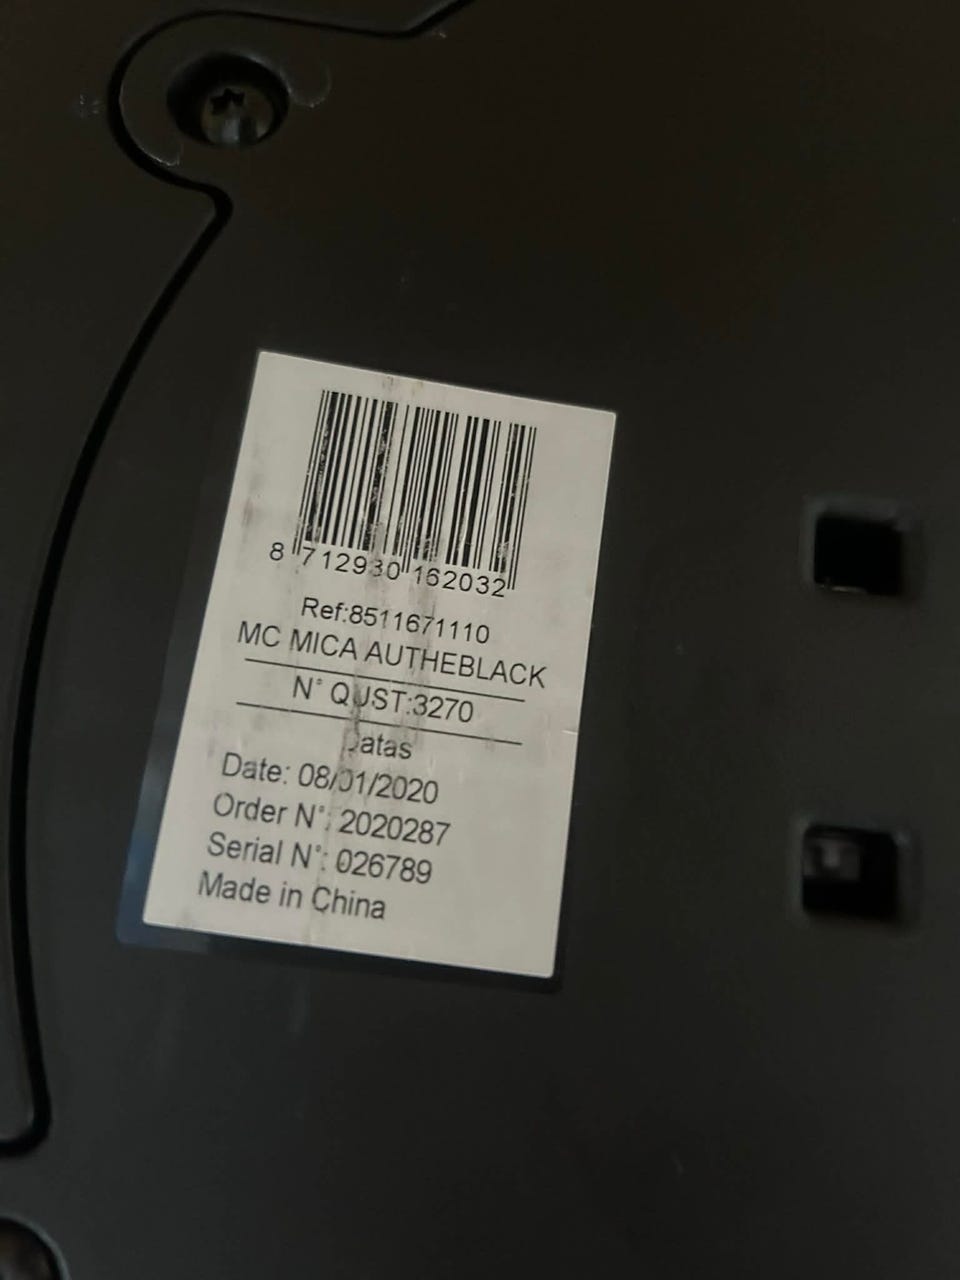 8 712930 162032
Ref:8511671110
MC MICA AUTHEBLACK
N° QUST:3270
Datas
Date: 08/01/2020
Order N°: 2020287
Serial N°: 026789
Made in China